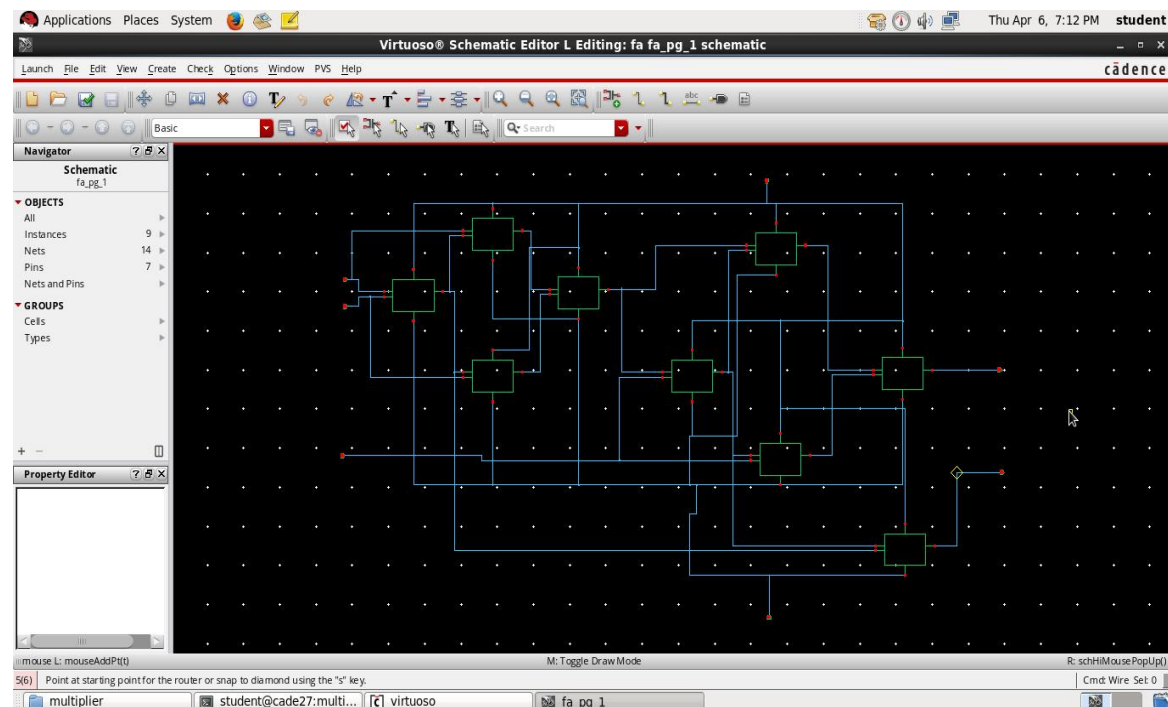 Applications Places System Thu Apr 6, 7:12 PM student
Virtuoso® Schematic Editor L Editing: fa fa_pg_1 schematic
Launch File Edit View Create Check Options Window PVS Help cādence
abc
Basic Search
Navigator
Schematic
fa_pg_1
OBJECTS
All
Instances 9
Nets 14
Pins 7
Nets and Pins
GROUPS
Cells
Types
Property Editor
mouse L: mouseAddPt(t) M: Toggle Draw Mode R: schHiMousePopUp()
5(6) Point at starting point for the router or snap to diamond using the "s" key. Cmd: Wire Sel: 0
multiplier student@cade27:multi... virtuoso fa_pg_1